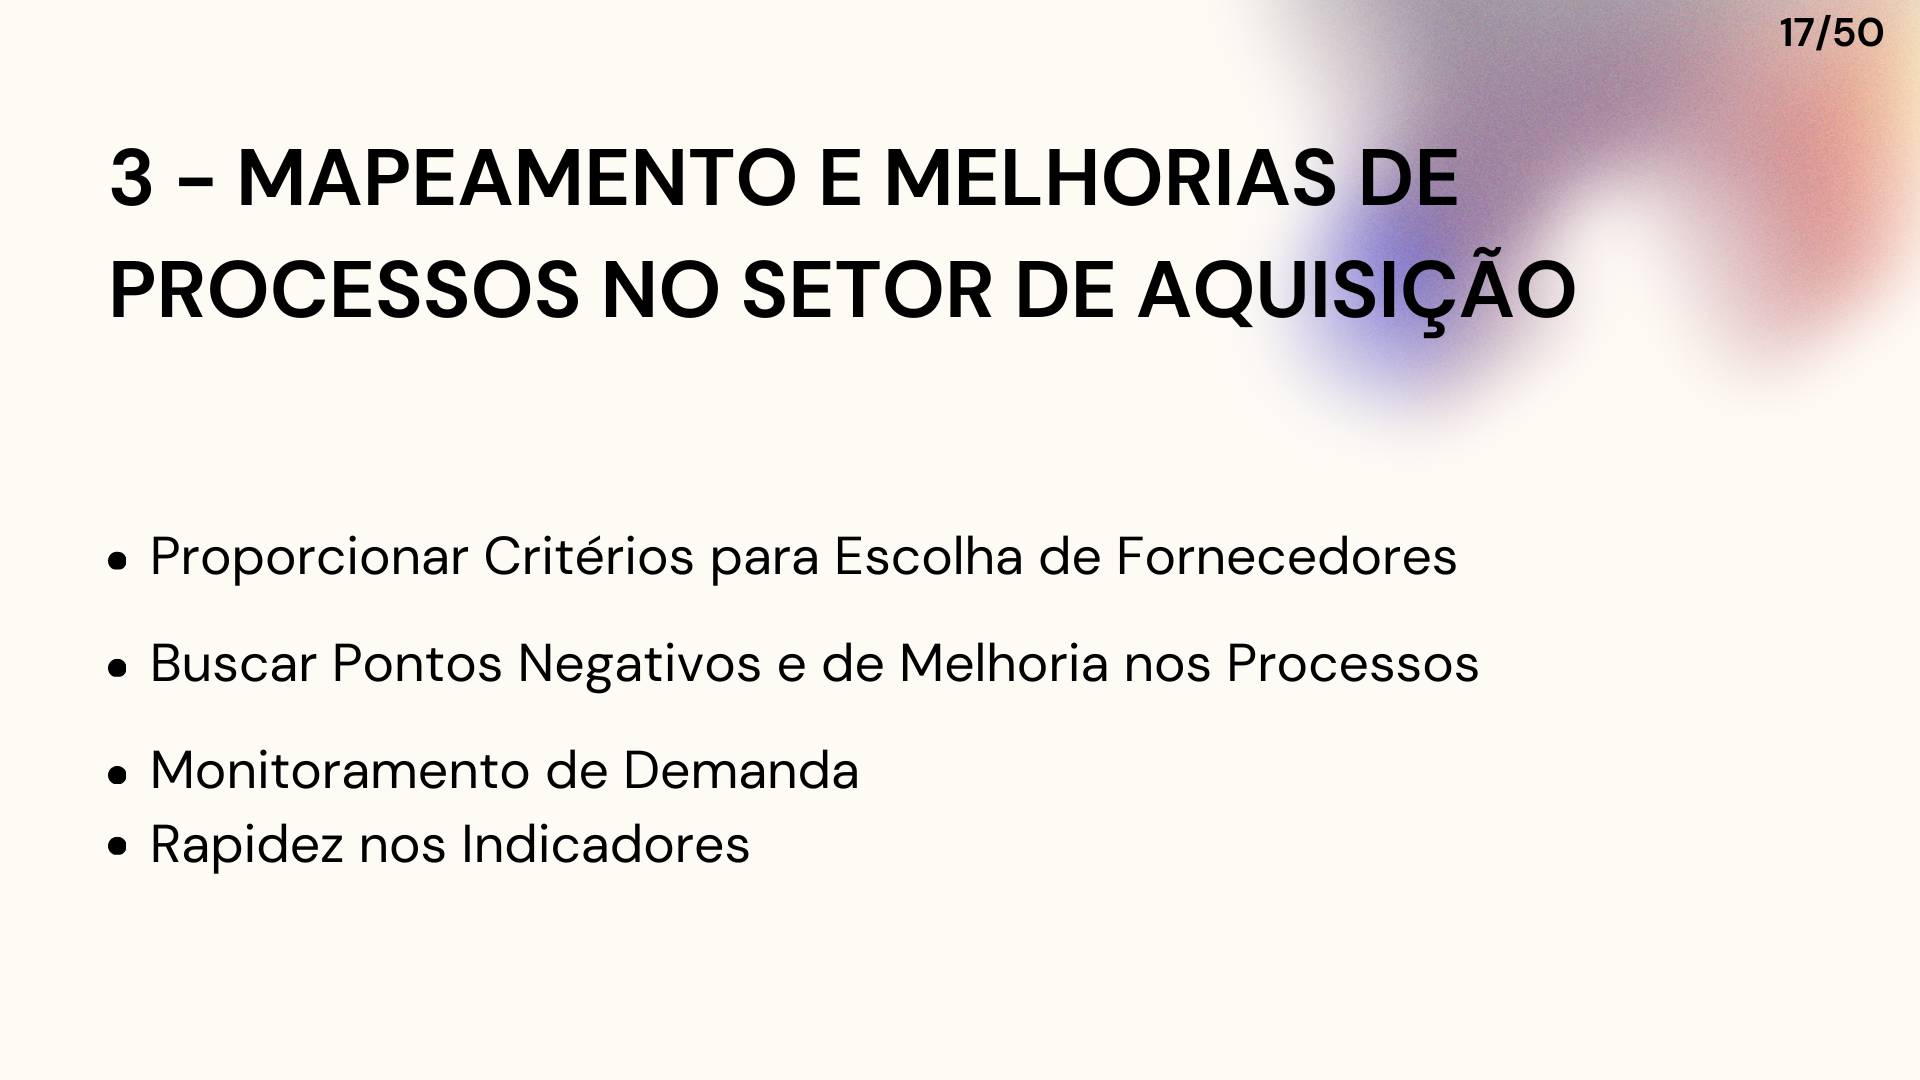 17/50
3 – MAPEAMENTO E MELHORIAS DE
PROCESSOS NO SETOR DE AQUISIÇÃO
• Proporcionar Critérios para Escolha de Fornecedores
• Buscar Pontos Negativos e de Melhoria nos Processos
• Monitoramento de Demanda
• Rapidez nos Indicadores